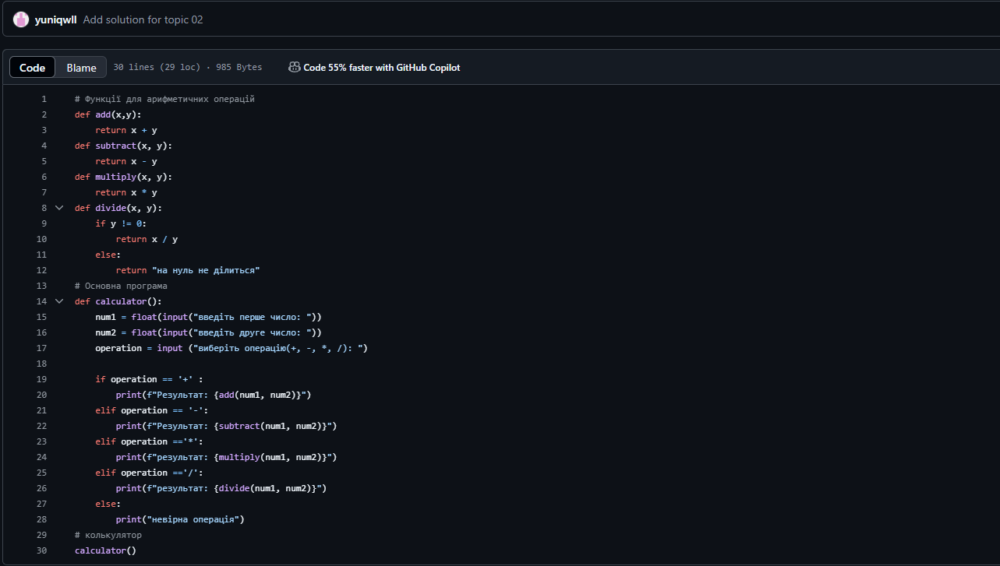 yuniqwll Add solution for topic 02
Code Blame 30 lines (29 loc) · 985 Bytes Code 55% faster with GitHub Copilot
1 # Функції для арифметичних операцій
2 def add(x,y):
3     return x + y
4 def subtract(x, y):
5     return x - y
6 def multiply(x, y):
7     return x * y
8 def divide(x, y):
9     if y != 0:
10         return x / y
11     else:
12         return "на нуль не ділиться"
13 # Основна програма
14 def calculator():
15     num1 = float(input("введіть перше число: "))
16     num2 = float(input("введіть друге число: "))
17     operation = input ("виберіть операцію(+, -, *, /): ")
18
19     if operation == '+' :
20         print(f"Результат: {add(num1, num2)}")
21     elif operation == '-':
22         print(f"Результат: {subtract(num1, num2)}")
23     elif operation =='*':
24         print(f"результат: {multiply(num1, num2)}")
25     elif operation =='/':
26         print(f"результат: {divide(num1, num2)}")
27     else:
28         print("невірна операція")
29 # колькулятор
30 calculator()